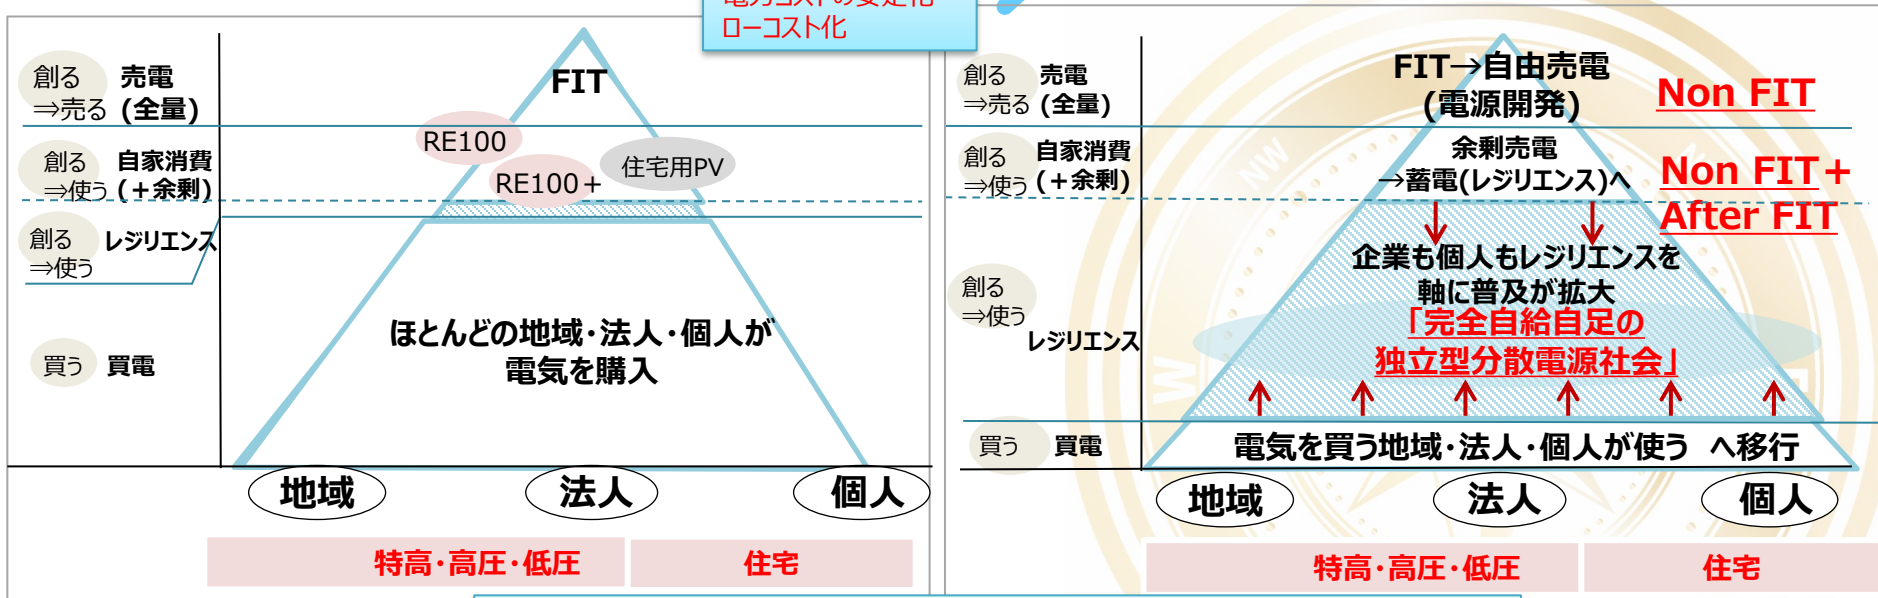 電力コストの安定化
ローコスト化
創る
⇒売る
売電
(全量)
FIT
創る
⇒使う
自家消費
(+余剰)
RE100
RE100+
住宅用PV
創る
⇒使う
レジリエンス
ほとんどの地域・法人・個人が
電気を購入
買う
買電
地域
法人
個人
特高・高圧・低圧
住宅
創る
⇒売る
売電
(全量)
FIT→自由売電
(電源開発)
Non FIT
創る
⇒使う
自家消費
(+余剰)
余剰売電
→蓄電(レジリエンス)へ
Non FIT+
After FIT
創る
⇒使う
レジリエンス
企業も個人もレジリエンスを
軸に普及が拡大
「完全自給自足の
独立型分散電源社会」
買う
買電
電気を買う地域・法人・個人が使う へ移行
地域
法人
個人
特高・高圧・低圧
住宅
NW
W